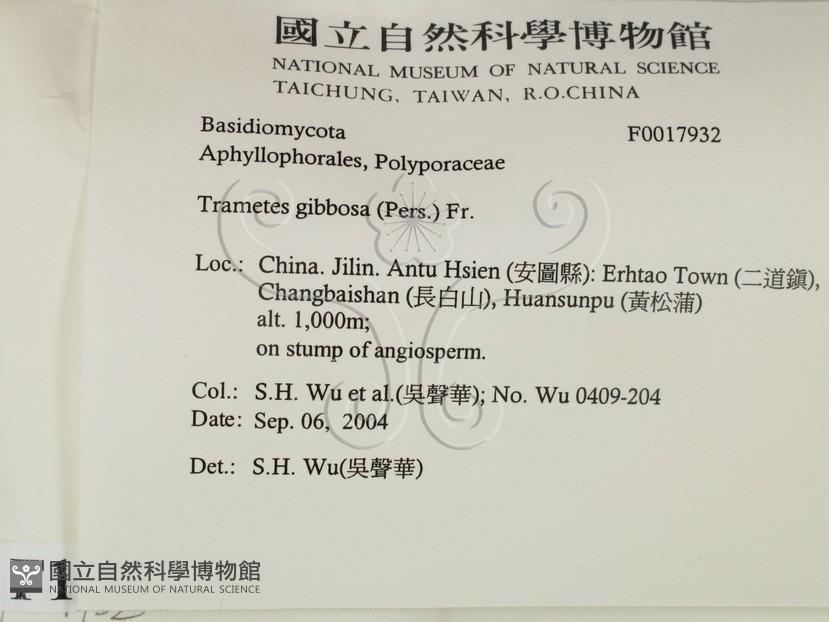 國立自然科學博物館
NATIONAL MUSEUM OF NATURAL SCIENCE
TAICHUNG, TAIWAN, R.O.CHINA
Basidiomycota F0017932
Aphyllophorales, Polyporaceae
Trametes gibbosa (Pers.) Fr.
Loc.: China. Jilin. Antu Hsien (安圖縣): Erhtao Town (二道鎮),
Changbaishan (長白山), Huansunpu (黃松蒲)
alt. 1,000m;
on stump of angiosperm.
Col.: S.H. Wu et al.(吳聲華); No. Wu 0409-204
Date: Sep. 06, 2004
Det.: S.H. Wu(吳聲華)
國立自然科學博物館
NATIONAL MUSEUM OF NATURAL SCIENCE